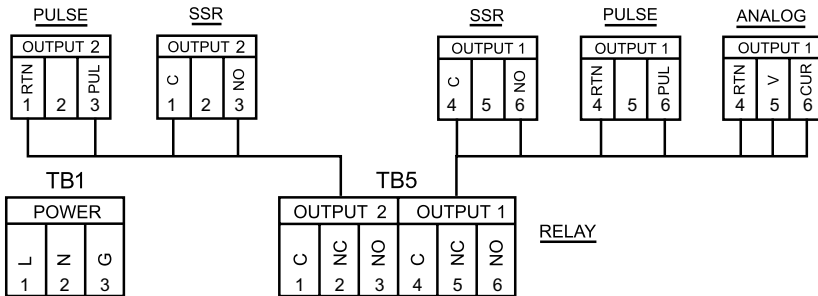 PULSE SSR SSR PULSE ANALOG
OUTPUT 2 OUTPUT 2 OUTPUT 1 OUTPUT 1 OUTPUT 1
RTN PUL C NO C NO RTN PUL RTN V CUR
1 2 3 1 2 3 4 5 6 4 5 6 4 5 6
TB1 TB5
POWER OUTPUT 2 OUTPUT 1
RELAY
L N G C NC NO C NC NO
1 2 3 1 2 3 4 5 6